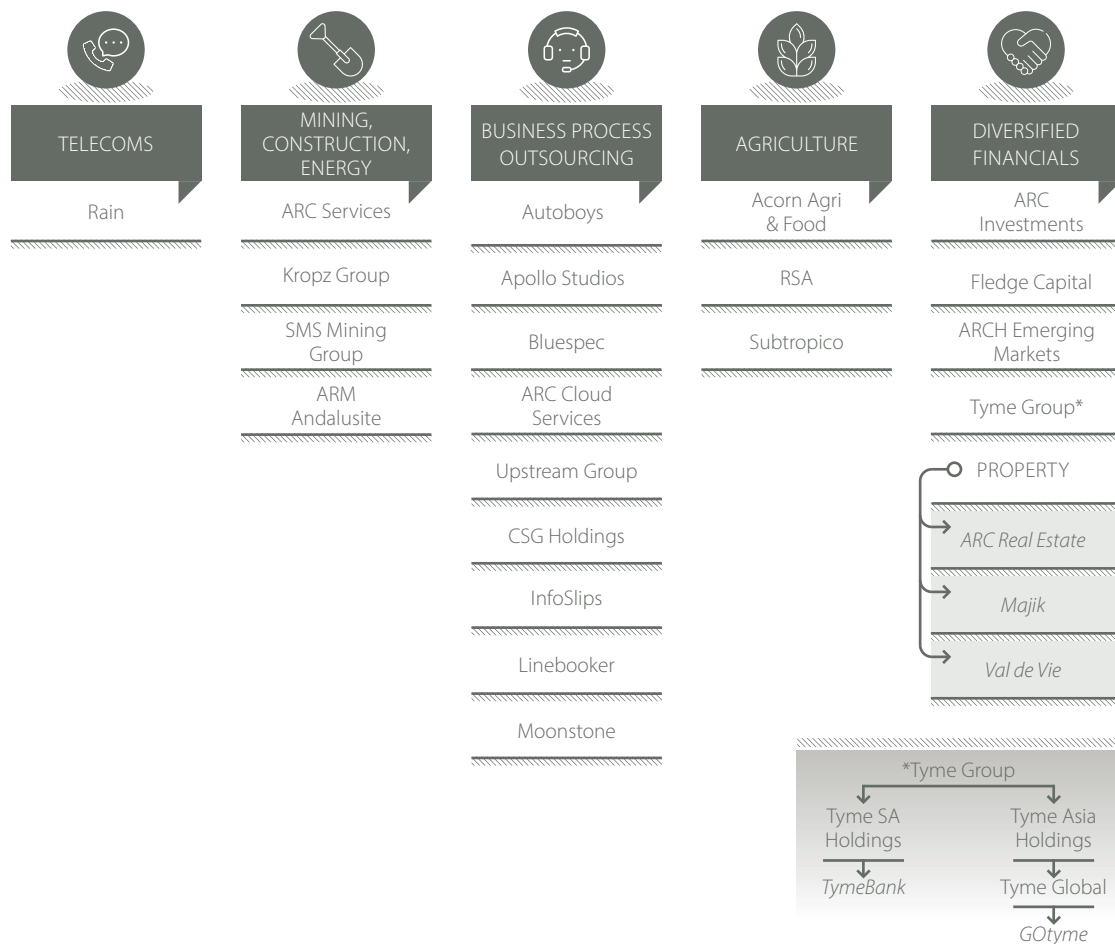 TELECOMS
Rain
MINING,
CONSTRUCTION,
ENERGY
ARC Services
Kropz Group
SMS Mining
Group
ARM
Andalusite
BUSINESS PROCESS
OUTSOURCING
Autoboys
Apollo Studios
Bluespec
ARC Cloud
Services
Upstream Group
CSG Holdings
InfoSlips
Linebooker
Moonstone
AGRICULTURE
Acorn Agri
& Food
RSA
Subtropico
DIVERSIFIED
FINANCIALS
ARC
Investments
Fledge Capital
ARCH Emerging
Markets
Tyme Group*
PROPERTY
ARC Real Estate
Majik
Val de Vie
*Tyme Group
Tyme SA
Holdings
TymeBank
Tyme Asia
Holdings
Tyme Global
GOtyme